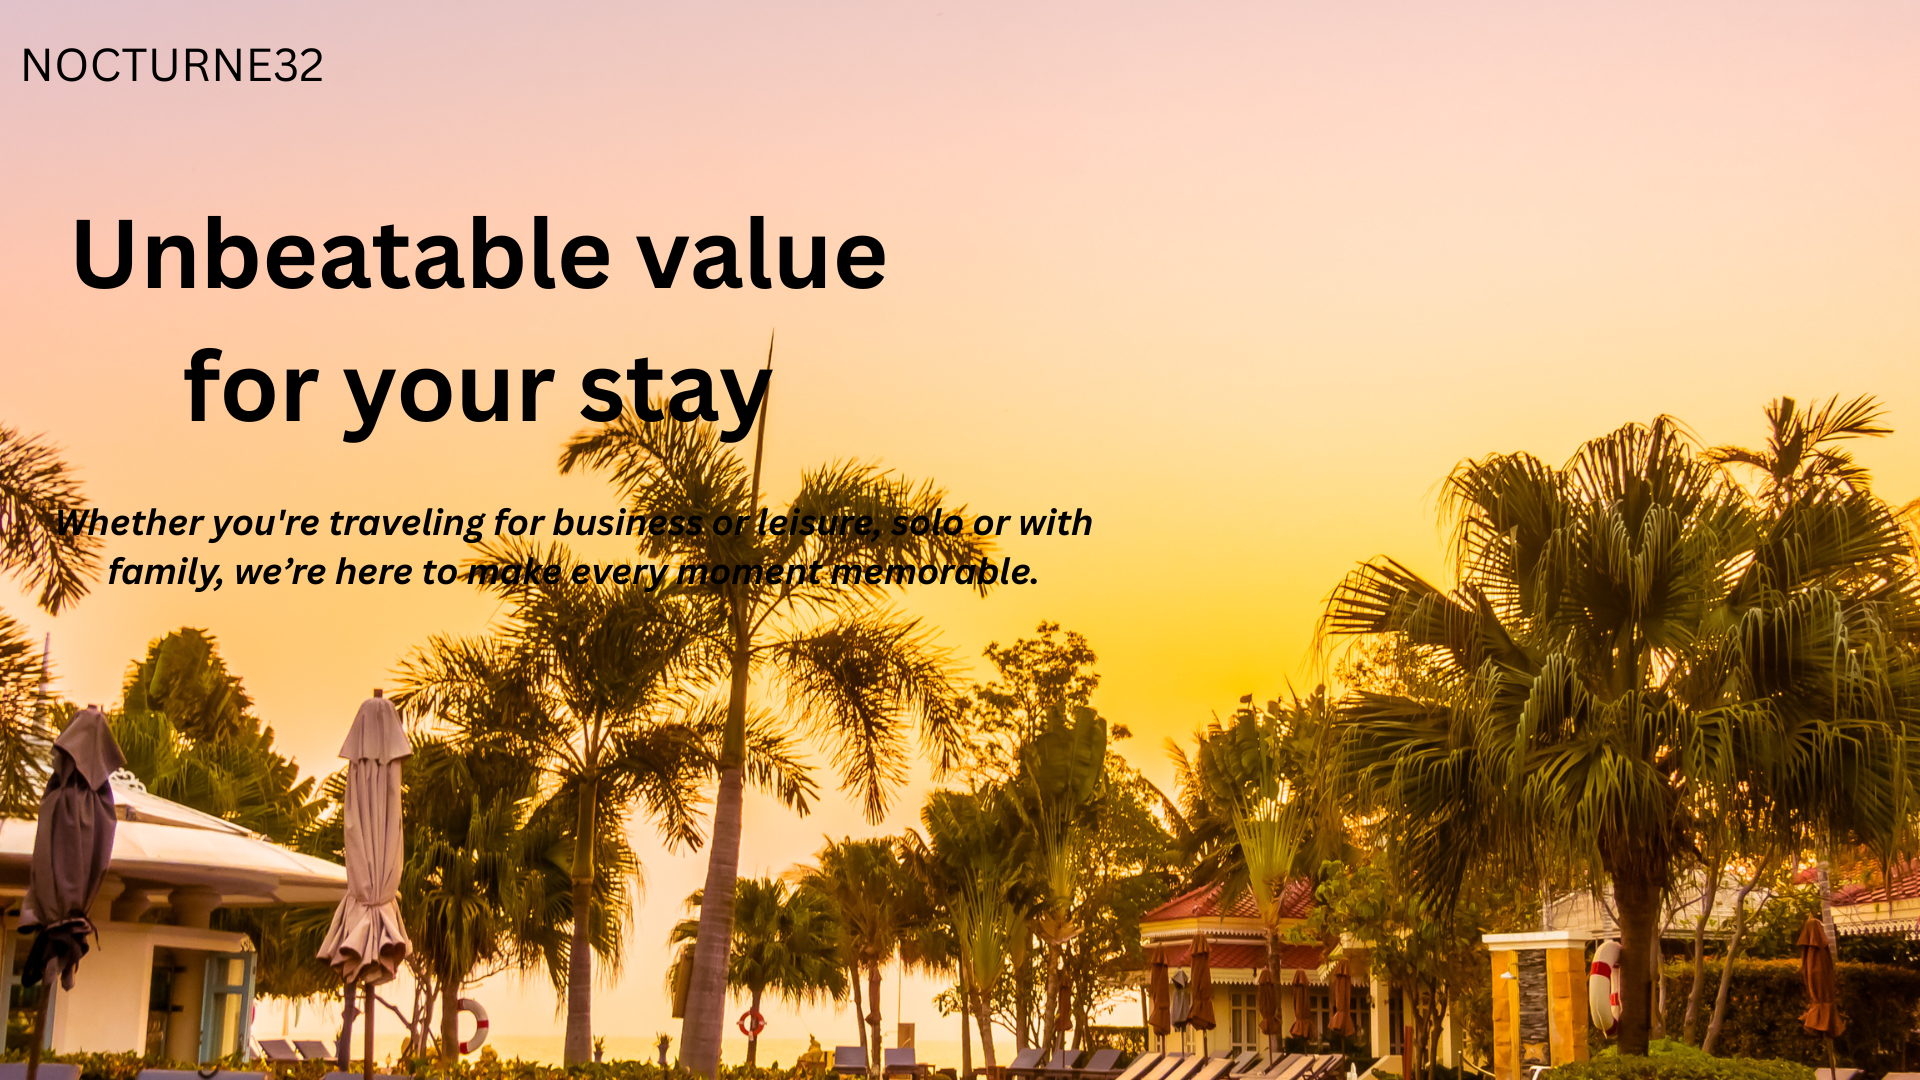 NOCTURNE32
Unbeatable value
for your stay
Whether you're traveling for business or leisure, solo or with
family, we’re here to make every moment memorable.